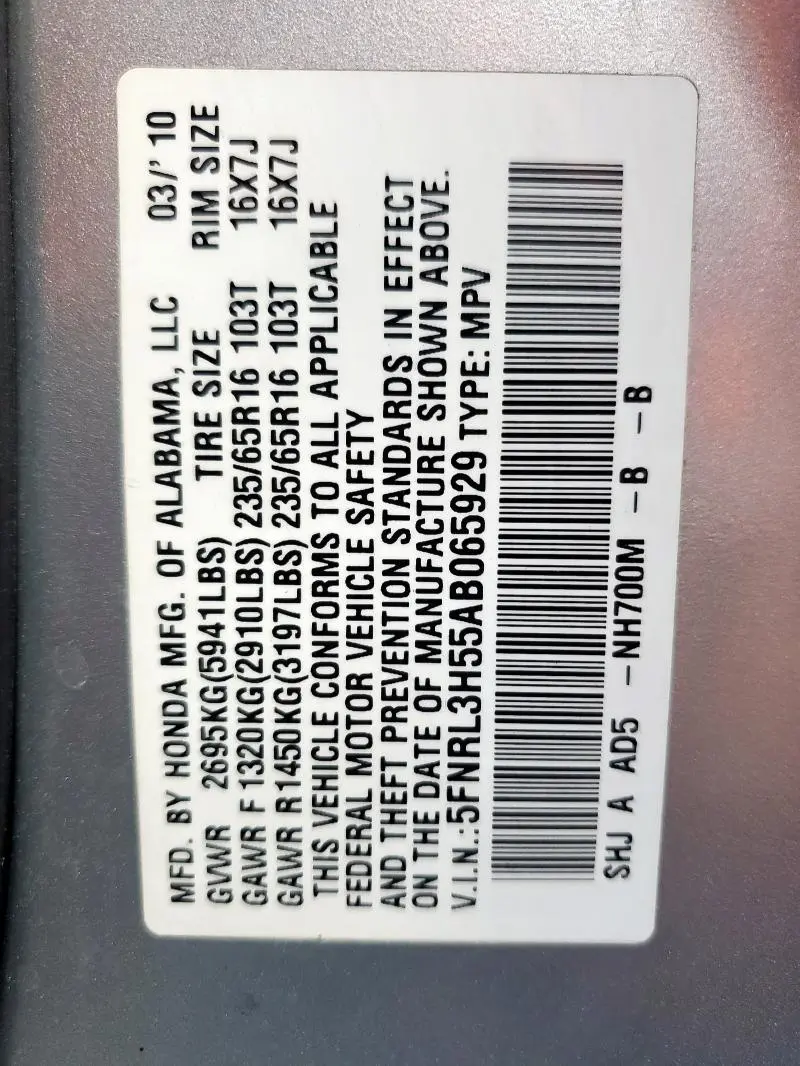 MFD. BY HONDA MFG. OF ALABAMA, LLC 03/' 10
GVWR 2695KG(5941LBS) TIRE SIZE RIM SIZE
GAWR F 1320KG(2910LBS) 235/65R16 103T 16X7J
GAWR R 1450KG(3197LBS) 235/65R16 103T 16X7J
THIS VEHICLE CONFORMS TO ALL APPLICABLE
FEDERAL MOTOR VEHICLE SAFETY
AND THEFT PREVENTION STANDARDS IN EFFECT
ON THE DATE OF MANUFACTURE SHOWN ABOVE.
V.I.N.:5FNRL3H55AB065929 TYPE: MPV
SHJ A AD5 -NH700M -B -B